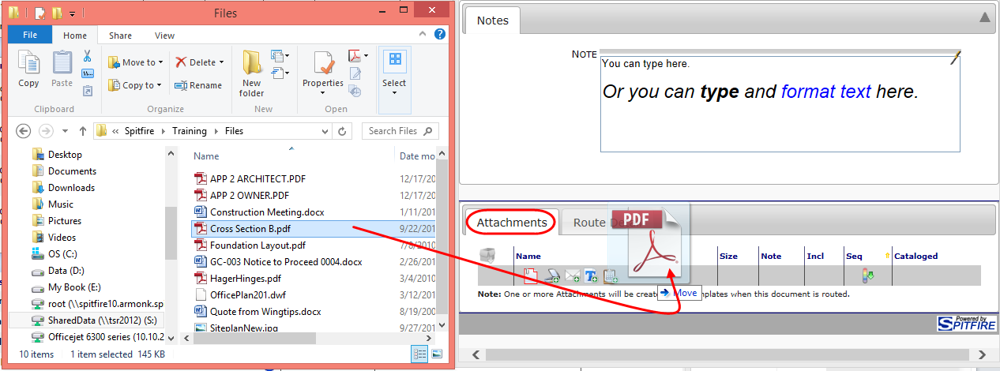 Files
File Home Share View
Copy Paste Move to Copy to Delete Rename New folder Properties Select
Clipboard Organize Open
Spitfire Training Files Search Files
Desktop
Documents
Downloads
Music
Pictures
Videos
OS (C:)
Data (D:)
My Book (E:)
root (\\spitfire10.armonk.sp
SharedData (\\tsr2012) (S:)
Officejet 6300 series (10.10.2
Name Date mo
APP 2 ARCHITECT.PDF 12/17/20
APP 2 OWNER.PDF 12/17/20
Construction Meeting.docx 1/11/201
Cross Section B.pdf 9/22/201
Foundation Layout.pdf
GC-003 Notice to Proceed 0004.docx 2/26/201
HagerHinges.pdf 3/4/2010
OfficePlan201.dwf 3/12/201
Quote from Wingtips.docx 8/19/200
SiteplanNew.jpg 9/27/201
10 items 1 item selected 145 KB
Notes
NOTE
You can type here.
Or you can type and format text here.
Attachments Route De
PDF
Name Size Note Incl Seq Cataloged
Note: One or more Attachments will be create mplates when this document is routed.
Move
Powered by
SPITFIRE